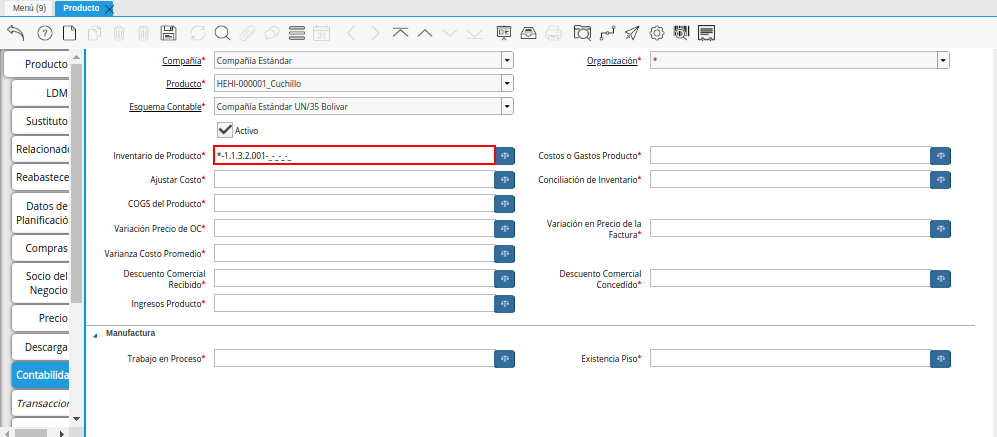 Menú (9)
Producto
Producto
LDM
Sustituto
Relacionado
Reabastece
Datos de
Planificació
Compras
Socio del
Negocio
Precio
Descarga
Contabilida
Transaccion
Compañía* Compañía Estándar
Organización* *
Producto* HEHI-000001_Cuchillo
Esquema Contable* Compañía Estándar UN/35 Bolivar
Activo
Inventario de Producto* *-1.1.3.2.001-_-_-_-_
Costos o Gastos Producto*
Ajustar Costo*
Conciliación de Inventario*
COGS del Producto*
Variación Precio de OC*
Variación en Precio de la
Factura*
Varianza Costo Promedio*
Descuento Comercial
Recibido*
Descuento Comercial
Concedido*
Ingresos Producto*
Manufactura
Trabajo en Proceso*
Existencia Piso*